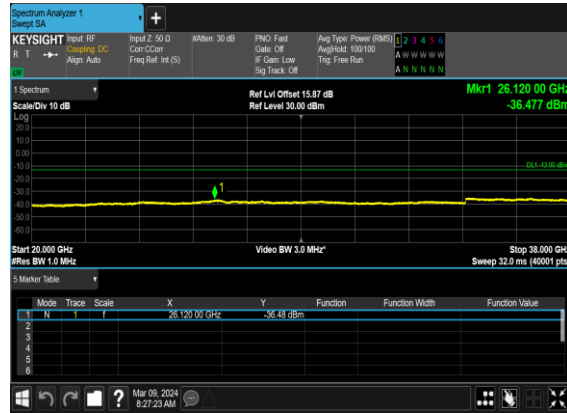 Spectrum Analyzer 1
Swept SA
+
KEYSIGHT Input: RF Input Z: 50 Ω #Atten: 30 dB PNO: Fast Avg Type: Power (RMS) 1 2 3 4 5 6
R T Coupling: DC Corr CCorr Gate: Off Avg|Hold: 100/100 A W W W W W
Align: Auto Freq Ref: Int (S) IF Gain: Low Trig: Free Run A N N N N N
Sig Track: Off
1 Spectrum Ref Lvl Offset 15.87 dB Mkr1 26.120 00 GHz
Scale/Div 10 dB Ref Level 30.00 dBm -36.477 dBm
Log
20.0
10.0
0.00
-10.0
DL1 -13.00 dBm
-20.0
-30.0
1
-40.0
-50.0
-60.0
Start 20.000 GHz Video BW 3.0 MHz* Stop 38.000 GHz
#Res BW 1.0 MHz Sweep 32.0 ms (40001 pts)
5 Marker Table
Mode Trace Scale X Y Function Function Width Function Value
1 N 1 f 26.120 00 GHz -36.48 dBm
2
3
4
5
6
? Mar 09, 2024
8:27:23 AM